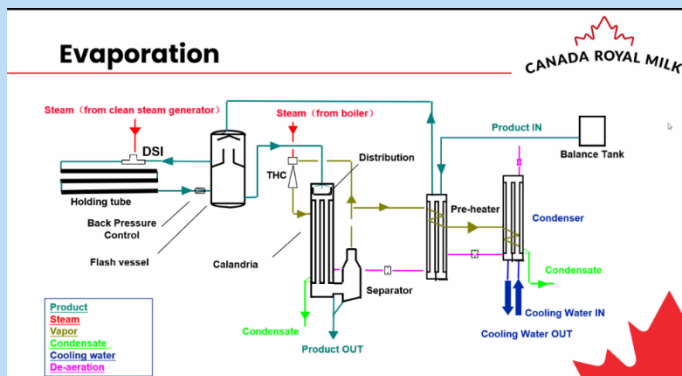 Evaporation
CANADA ROYAL MILK
Steam（from clean steam generator）
Steam（from boiler）
Product IN
Balance Tank
DSI
THC
Distribution
Holding tube
Back Pressure
Control
Flash vessel
Calandria
Pre-heater
Condenser
Separator
Condensate
Condensate
Product OUT
Cooling Water IN
Cooling Water OUT
Product
Steam
Vapor
Condensate
Cooling water
De-aeration